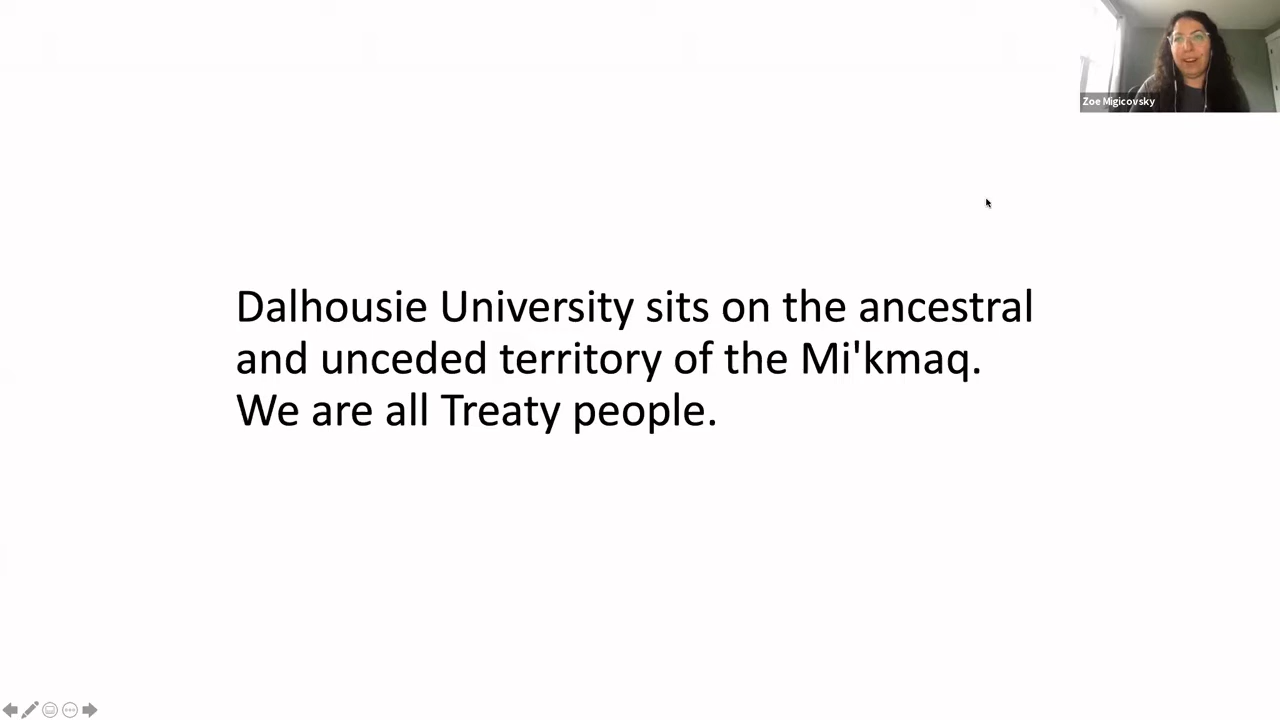 Zoe Migicovsky
Dalhousie University sits on the ancestral
and unceded territory of the Mi'kmaq.
We are all Treaty people.